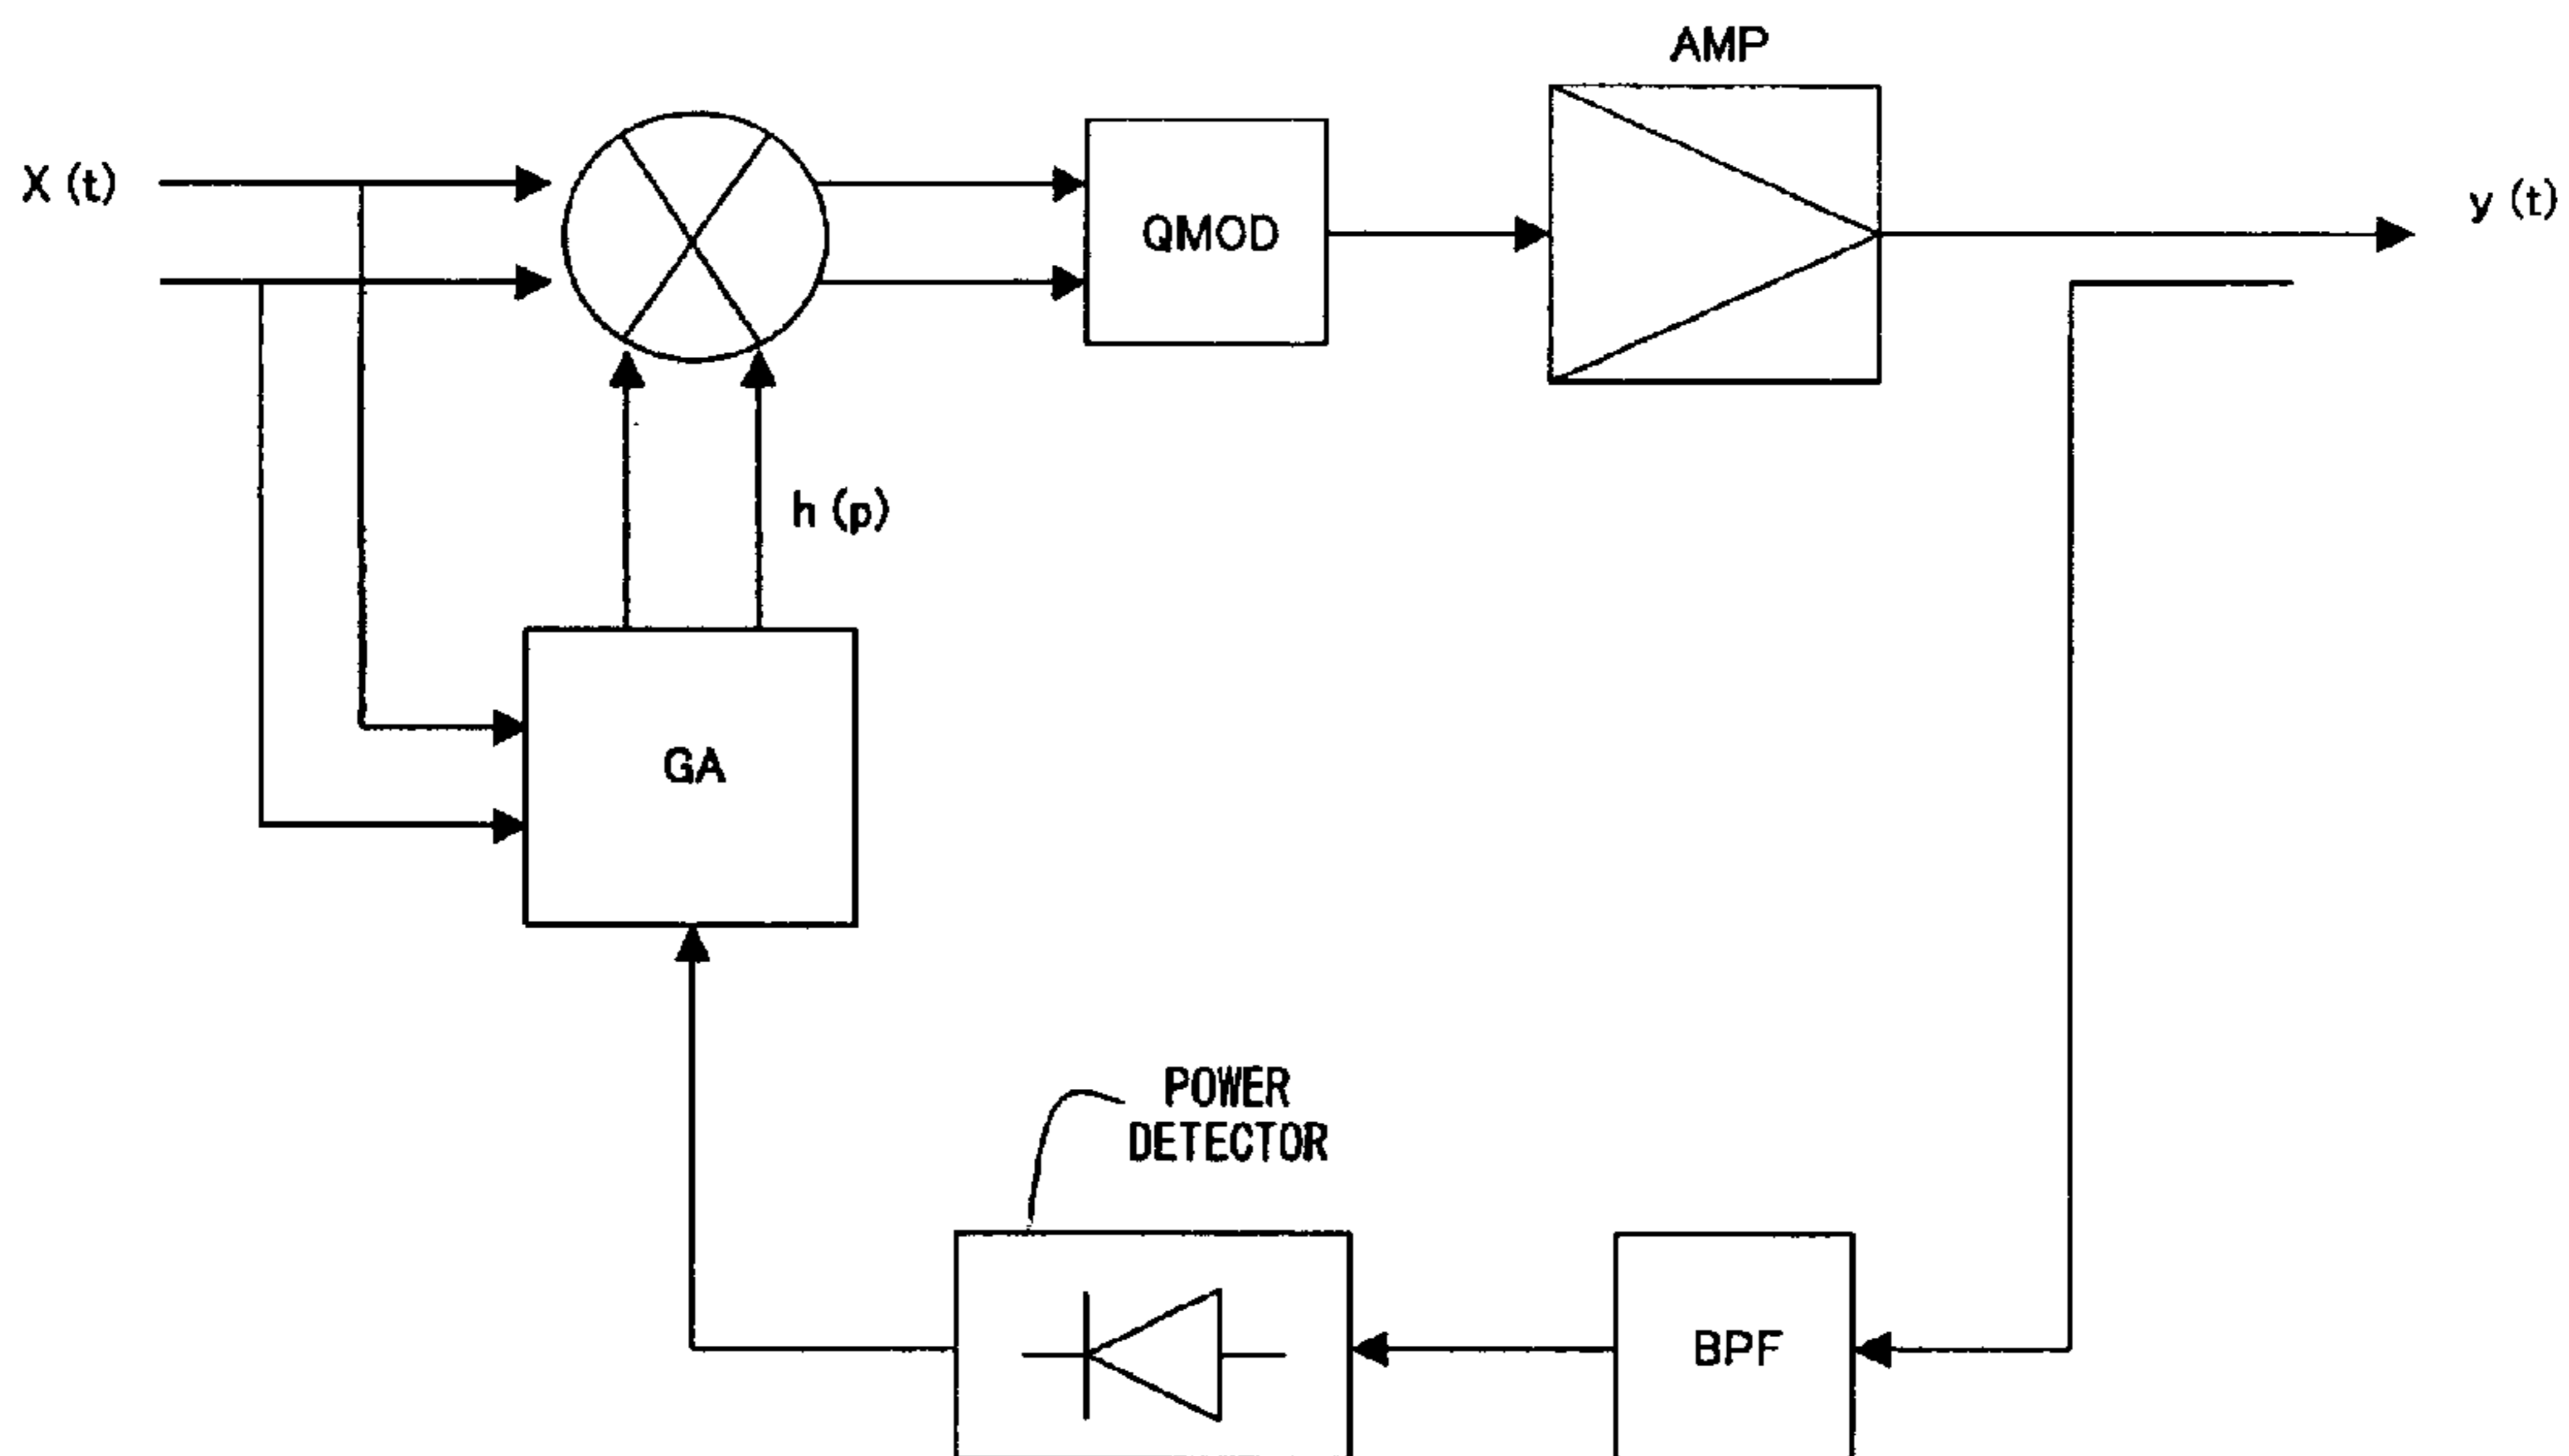 AMP
X (t)
QMOD
y (t)
h (p)
GA
POWER
DETECTOR
BPF